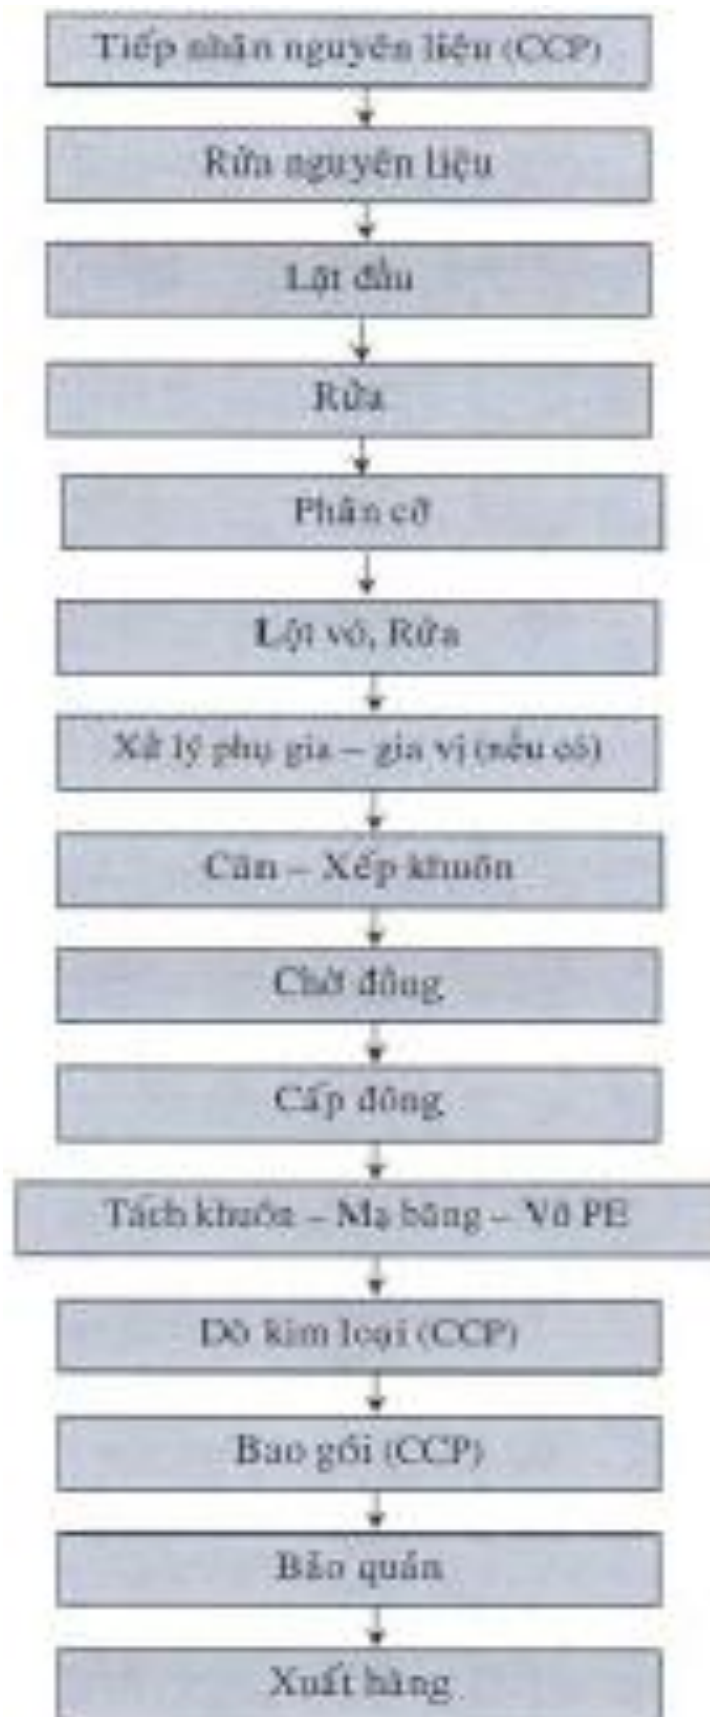 Tiếp nhận nguyên liệu (CCP)
Rửa nguyên liệu
Lặt đầu
Rửa
Phân cỡ
Lột vỏ, Rửa
Xử lý phụ gia – gia vị (nếu có)
Cân – Xếp khuôn
Chờ đông
Cấp đông
Tách khuôn – Mạ băng – Vô PE
Dò kim loại (CCP)
Bao gói (CCP)
Bảo quản
Xuất hàng